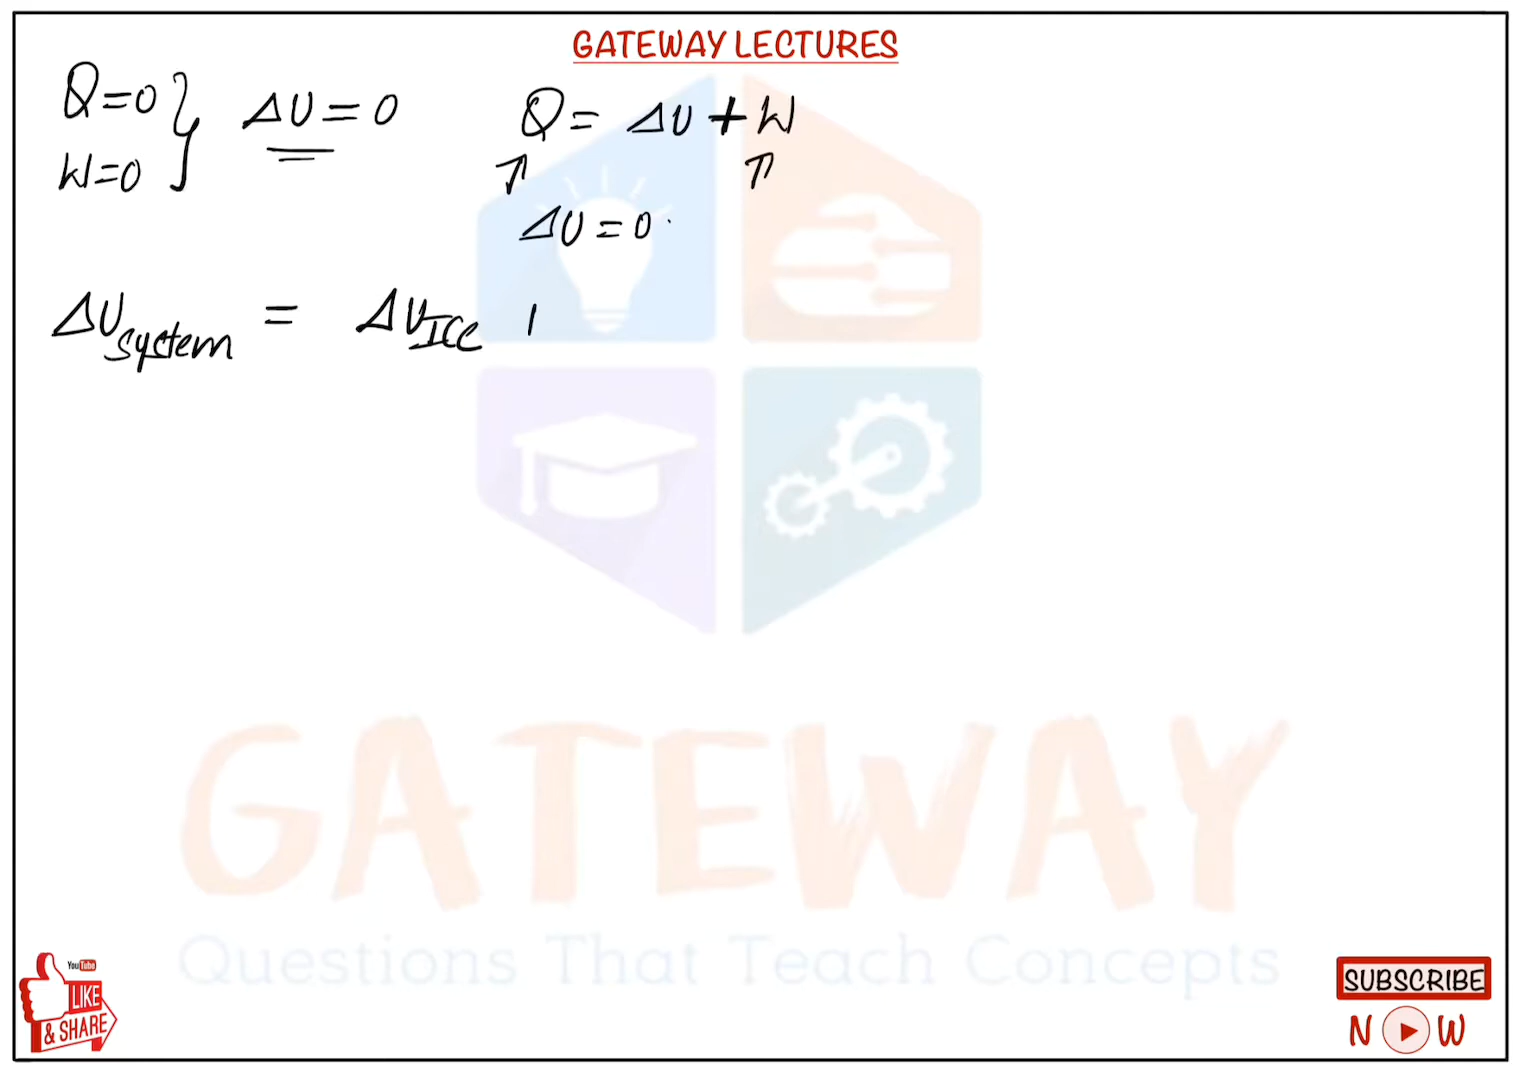 GATEWAY LECTURES
Q=0
W=0
} ΔU=0
Q= ΔU+W
↑ ↑
ΔU=0.
ΔUsystem = ΔUICE
GATEWAY
Questions That Teach Concepts
YouTube
LIKE
& SHARE
SUBSCRIBE
NOW